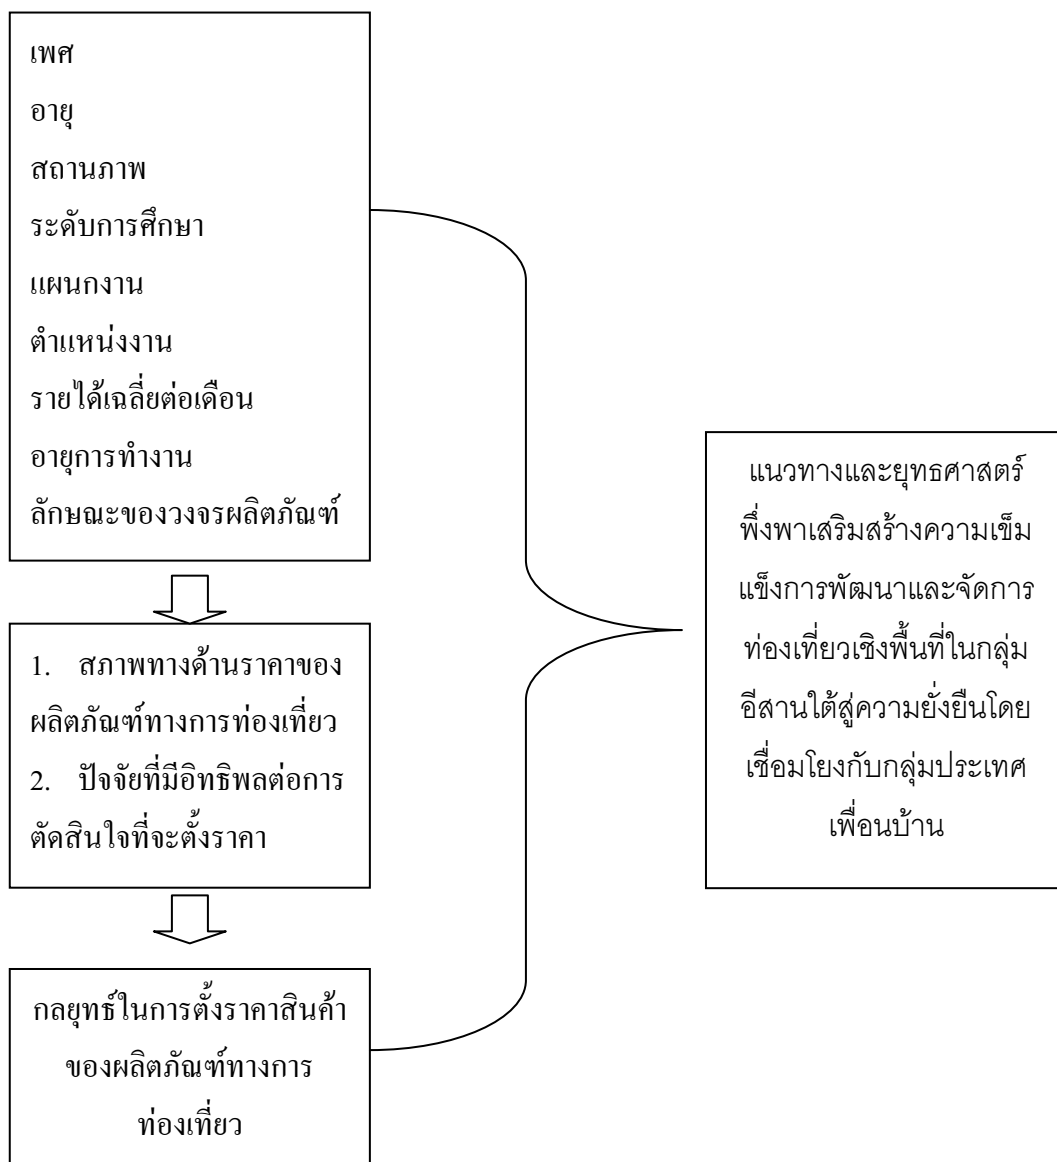 เพศ
อายุ
สถานภาพ
ระดับการศึกษา
แผนกงาน
ตำแหน่งงาน
รายได้เฉลี่ยต่อเดือน
อายุการทำงาน
ลักษณะของวงจรผลิตภัณฑ์
1. สภาพทางด้านราคาของ
ผลิตภัณฑ์ทางการท่องเที่ยว
2. ปัจจัยที่มีอิทธิพลต่อการ
ตัดสินใจที่จะตั้งราคา
กลยุทธ์ในการตั้งราคาสินค้า
ของผลิตภัณฑ์ทางการ
ท่องเที่ยว
แนวทางและยุทธศาสตร์
พึ่งพาเสริมสร้างความเข็ม
แข็งการพัฒนาและจัดการ
ท่องเที่ยวเชิงพื้นที่ในกลุ่ม
อีสานใต้สู่ความยั่งยืนโดย
เชื่อมโยงกับกลุ่มประเทศ
เพื่อนบ้าน